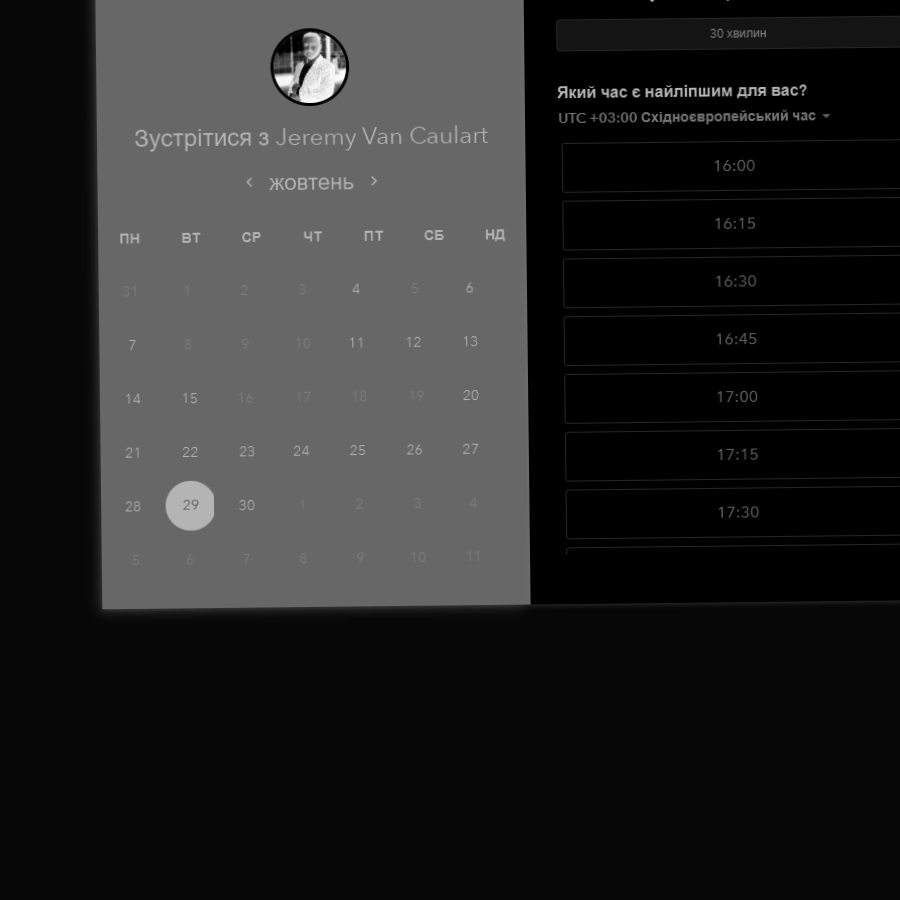 Зустрітися з Jeremy Van Caulart
жовтень
ПН ВТ СР ЧТ ПТ СБ НД
31 1 2 3 4 5 6
7 8 9 10 11 12 13
14 15 16 17 18 19 20
21 22 23 24 25 26 27
28 29 30 1 2 3 4
5 6 7 8 9 10 11
30 хвилин
Який час є найліпшим для вас?
UTC +03:00 Східноєвропейський час
16:00
16:15
16:30
16:45
17:00
17:15
17:30